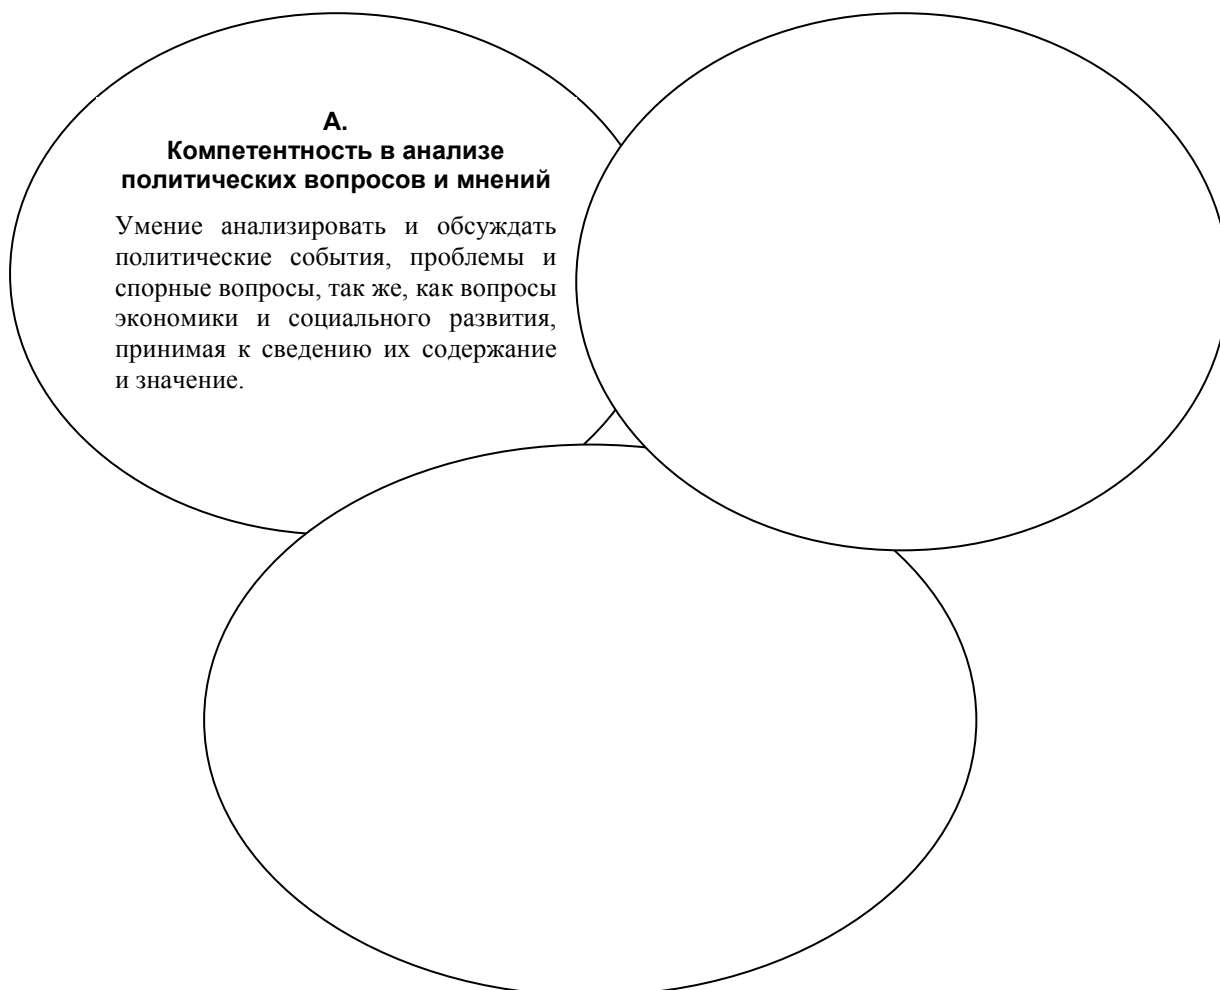 А.
Компетентность в анализе
политических вопросов и мнений
Умение анализировать и обсуждать
политические события, проблемы и
спорные вопросы, так же, как вопросы
экономики и социального развития,
принимая к сведению их содержание
и значение.